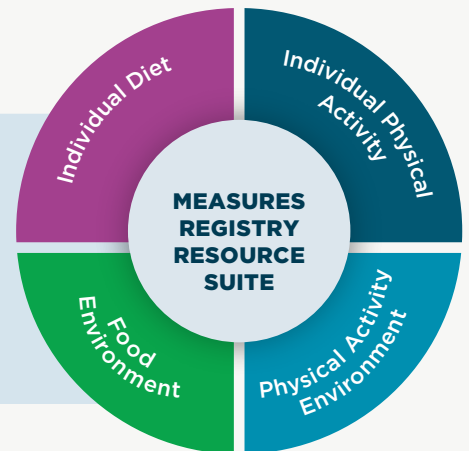 Individual Diet
Individual Physical
Activity
MEASURES
REGISTRY
RESOURCE
SUITE
Food
Environment
Physical Activity
Environment